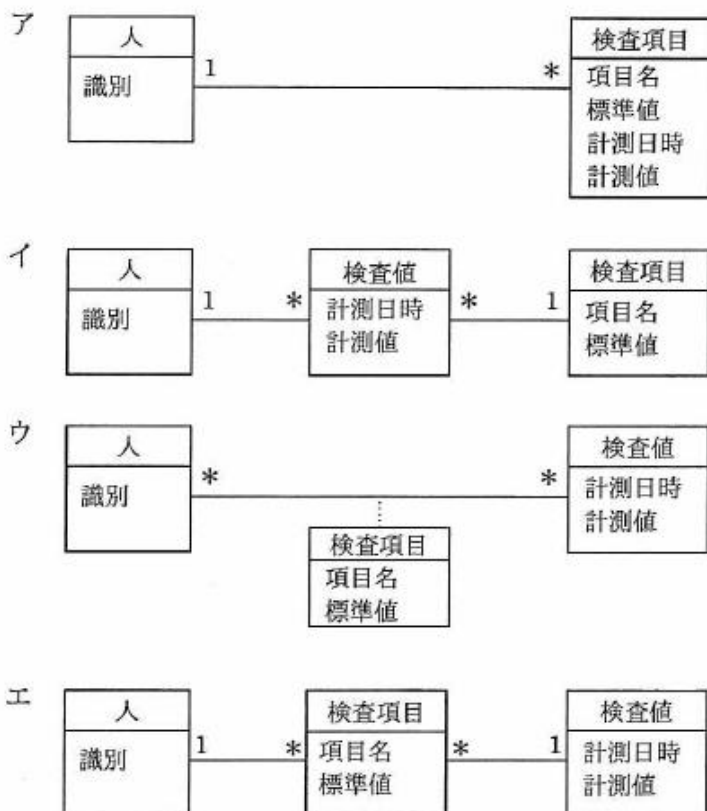 ア
人
識別
1
*
検査項目
項目名
標準値
計測日時
計測値
イ
人
識別
1
*
検査値
計測日時
計測値
*
1
検査項目
項目名
標準値
ウ
人
識別
*
*
検査値
計測日時
計測値
検査項目
項目名
標準値
エ
人
識別
1
*
検査項目
項目名
標準値
*
1
検査値
計測日時
計測値